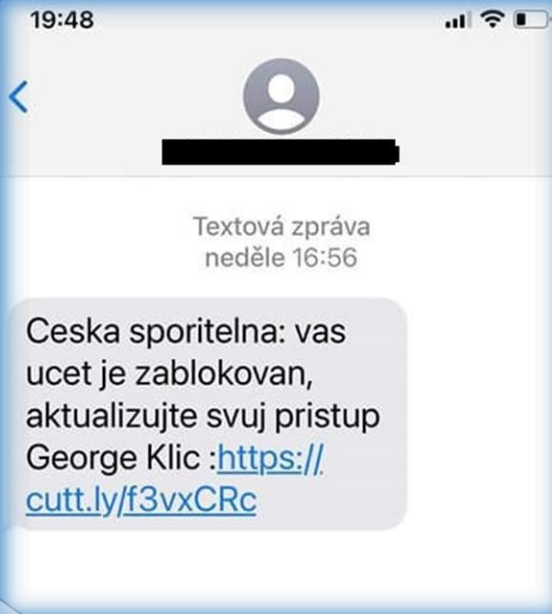 19:48
Textová zpráva
neděle 16:56
Ceska sporitelna: vas
ucet je zablokovan,
aktualizujte svuj pristup
George Klic :https://
cutt.ly/f3vxCRc